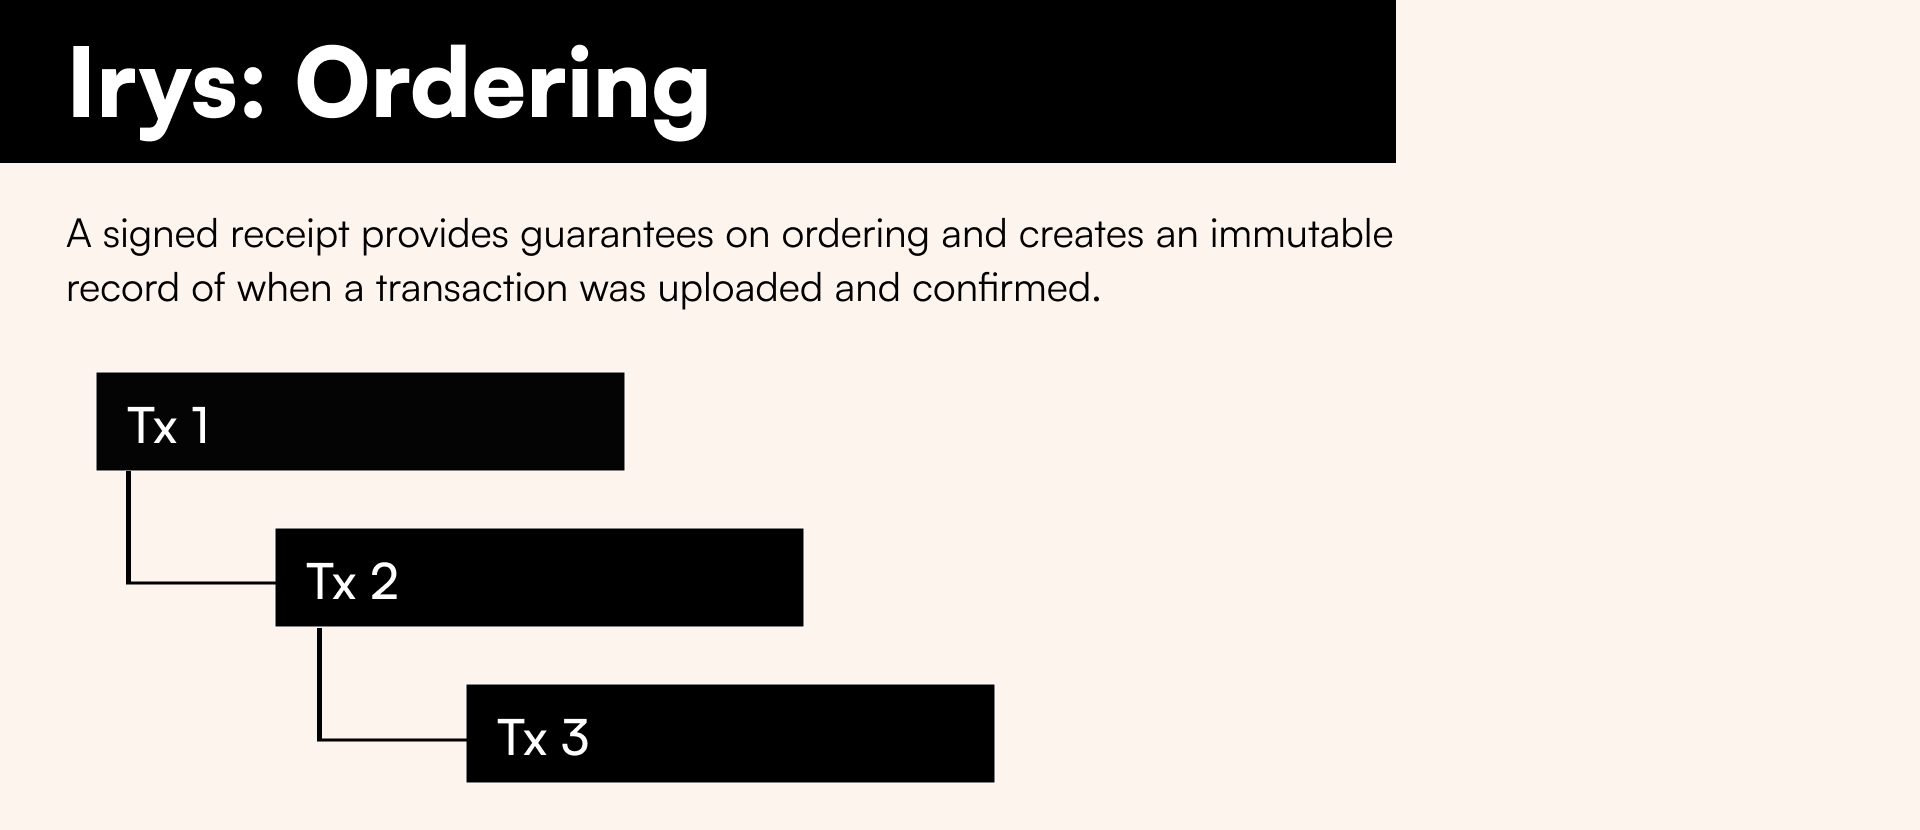 Irys: Ordering
A signed receipt provides guarantees on ordering and creates an immutable
record of when a transaction was uploaded and confirmed.
Tx 1
Tx 2
Tx 3